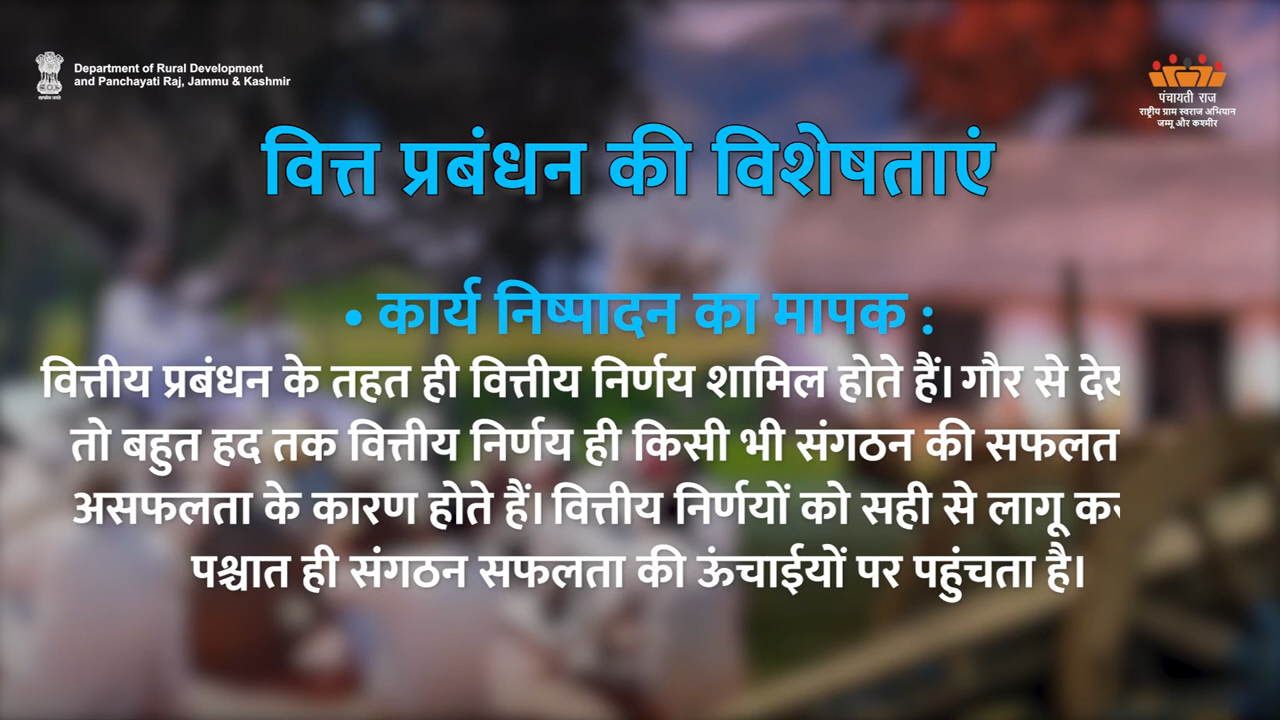 Department of Rural Development
and Panchayati Raj, Jammu & Kashmir
पंचायती राज
राष्ट्रीय ग्राम स्वराज अभियान
जम्मू और कश्मीर
वित्त प्रबंधन की विशेषताएं
• कार्य निष्पादन का मापक :
वित्तीय प्रबंधन के तहत ही वित्तीय निर्णय शामिल होते हैं। गौर से
तो बहुत हद तक वित्तीय निर्णय ही किसी भी संगठन की सफलत
असफलता के कारण होते हैं। वित्तीय निर्णयों को सही से लागू
पश्चात ही संगठन सफलता की ऊंचाईयों पर पहुंचता है।